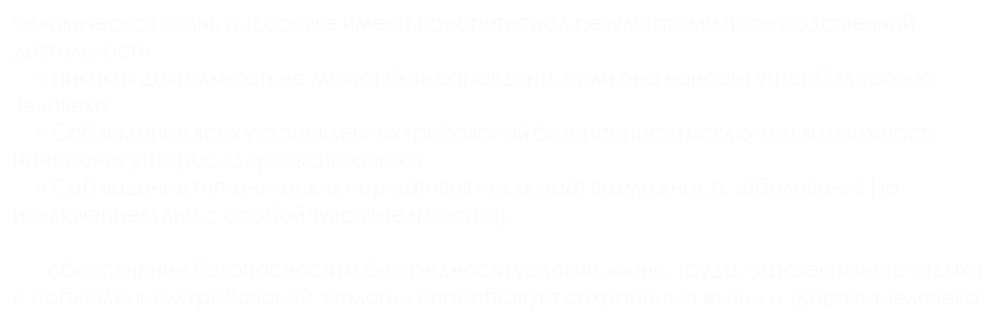 Человеческая жизнь и здоровье имеют приоритет над результатами производственной
деятельности.
◊ Никакая деятельность не может быть оправдана, если она наносит ущерб здоровью
человека.
◊ Соблюдение всех установленных требований безопасности исключает возможность
нанесения ущерба здоровью человека.
◊ Соблюдение гигиенических нормативов исключает возможность заболевания (за
исключением лиц с особой чувствительностью).
обеспечение безопасности и безвредности условий жизни, труда, эффективного отдыха
с соблюдением требований экологии способствует сохранению жизни и здоровья человека.